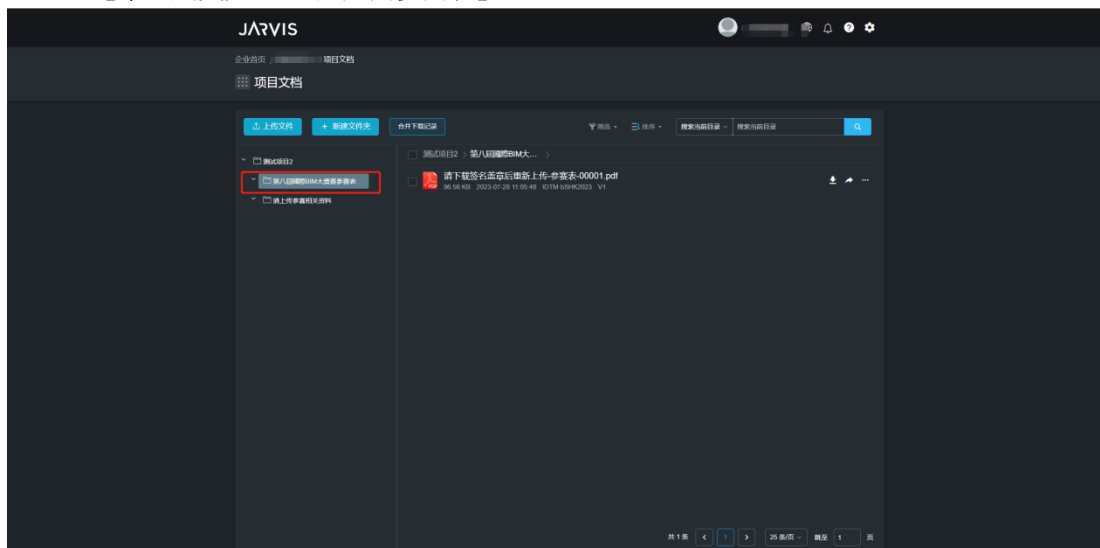 JARVIS
企业首页 项目文档
项目文档
上传文件 + 新建文件夹 合并下载记录 筛选 排序 搜索当前目录 搜索当前目录
测试项目2
第八届國際BIM大奖赛参赛表
请上传参赛相关资料
测试项目2 > 第八届國際BIM大... >
请下载签名盖章后重新上传-参赛表-00001.pdf
96.56 KB 2023-07-28 11:05:48 V1
共 1 条 < 1 > 25 条/页 跳至 1 页